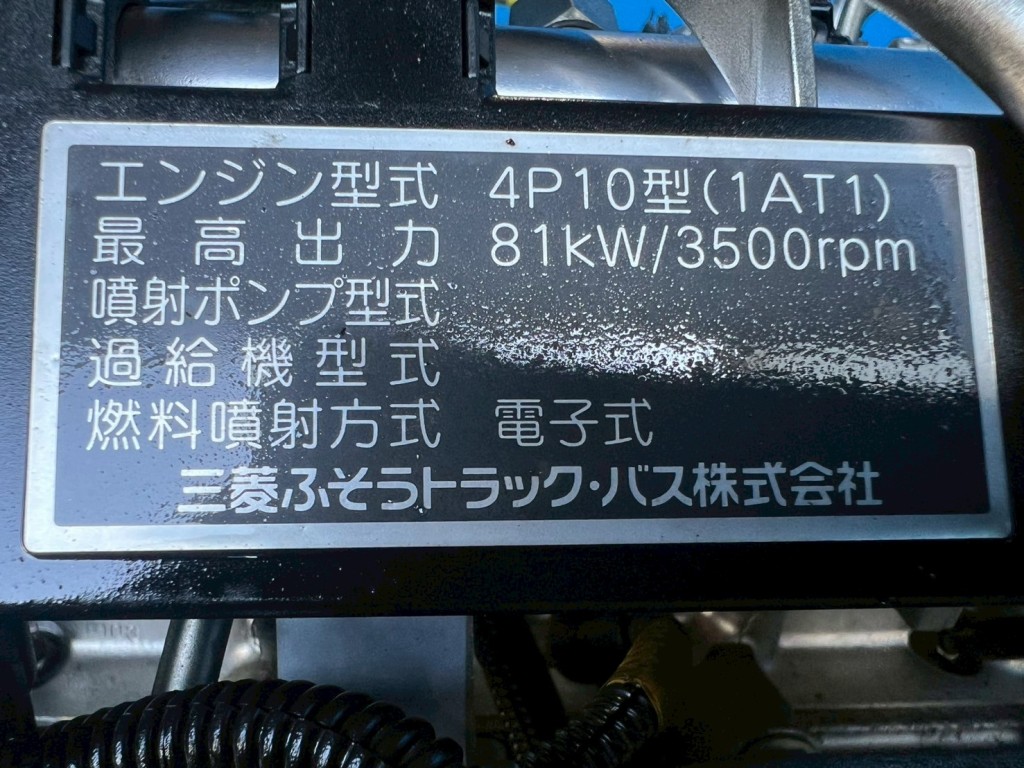 エンジン型式 4P10型(1AT1)
最高出力 81kW/3500rpm
噴射ポンプ型式
過給機型式
燃料噴射方式 電子式
三菱ふそうトラック・バス株式会社